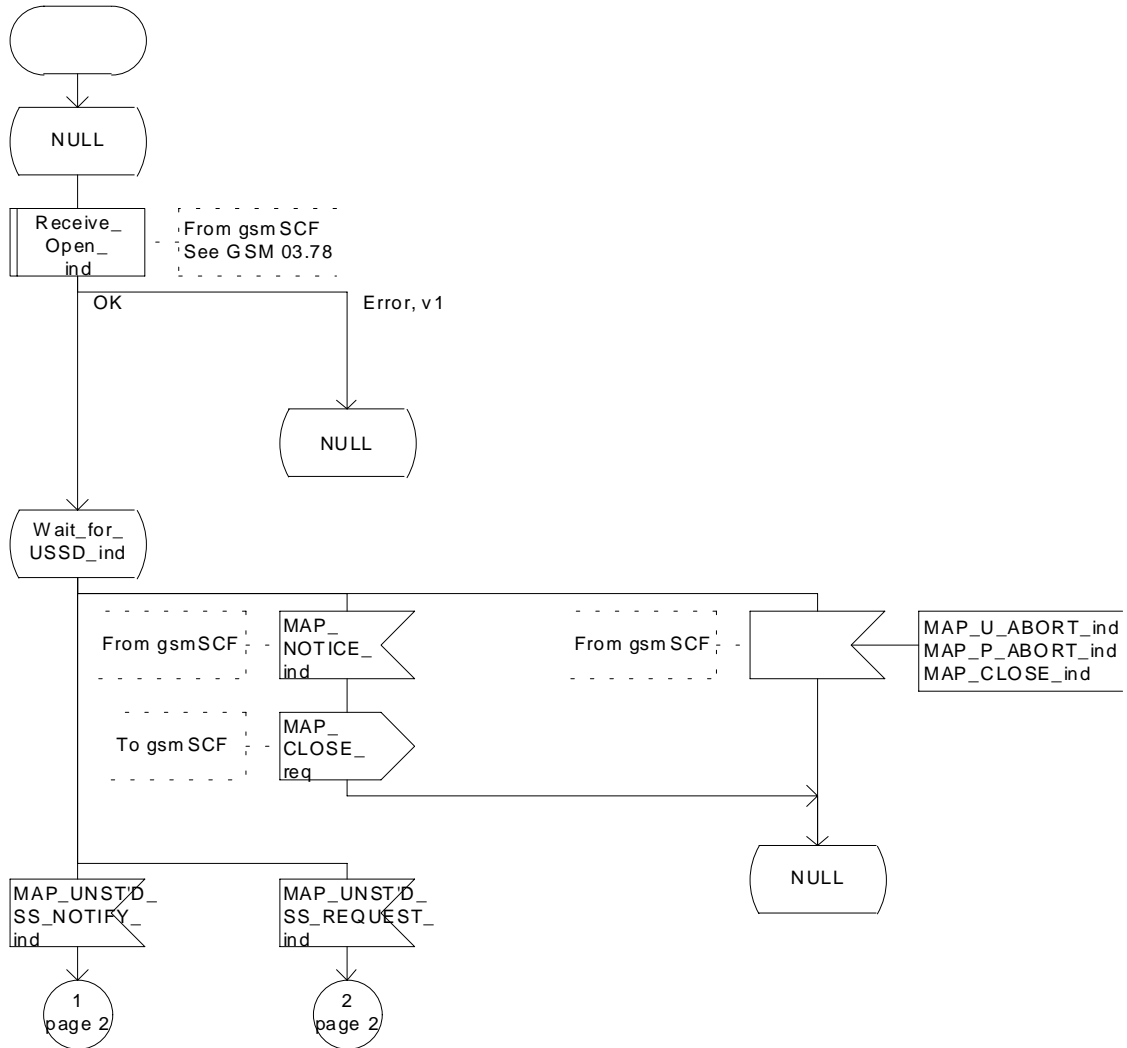 NULL
Receive_
Open_
ind
From gsmSCF
See GSM 03.78
OK
Error, v1
NULL
Wait_for_
USSD_ind
From gsmSCF
MAP_
NOTICE_
ind
From gsmSCF
MAP_U_ABORT_ind
MAP_P_ABORT_ind
MAP_CLOSE_ind
To gsmSCF
MAP_
CLOSE_
req
NULL
MAP_UNST'D_
SS_NOTIFY_
ind
MAP_UNST'D_
SS_REQUEST_
ind
1
page 2
2
page 2